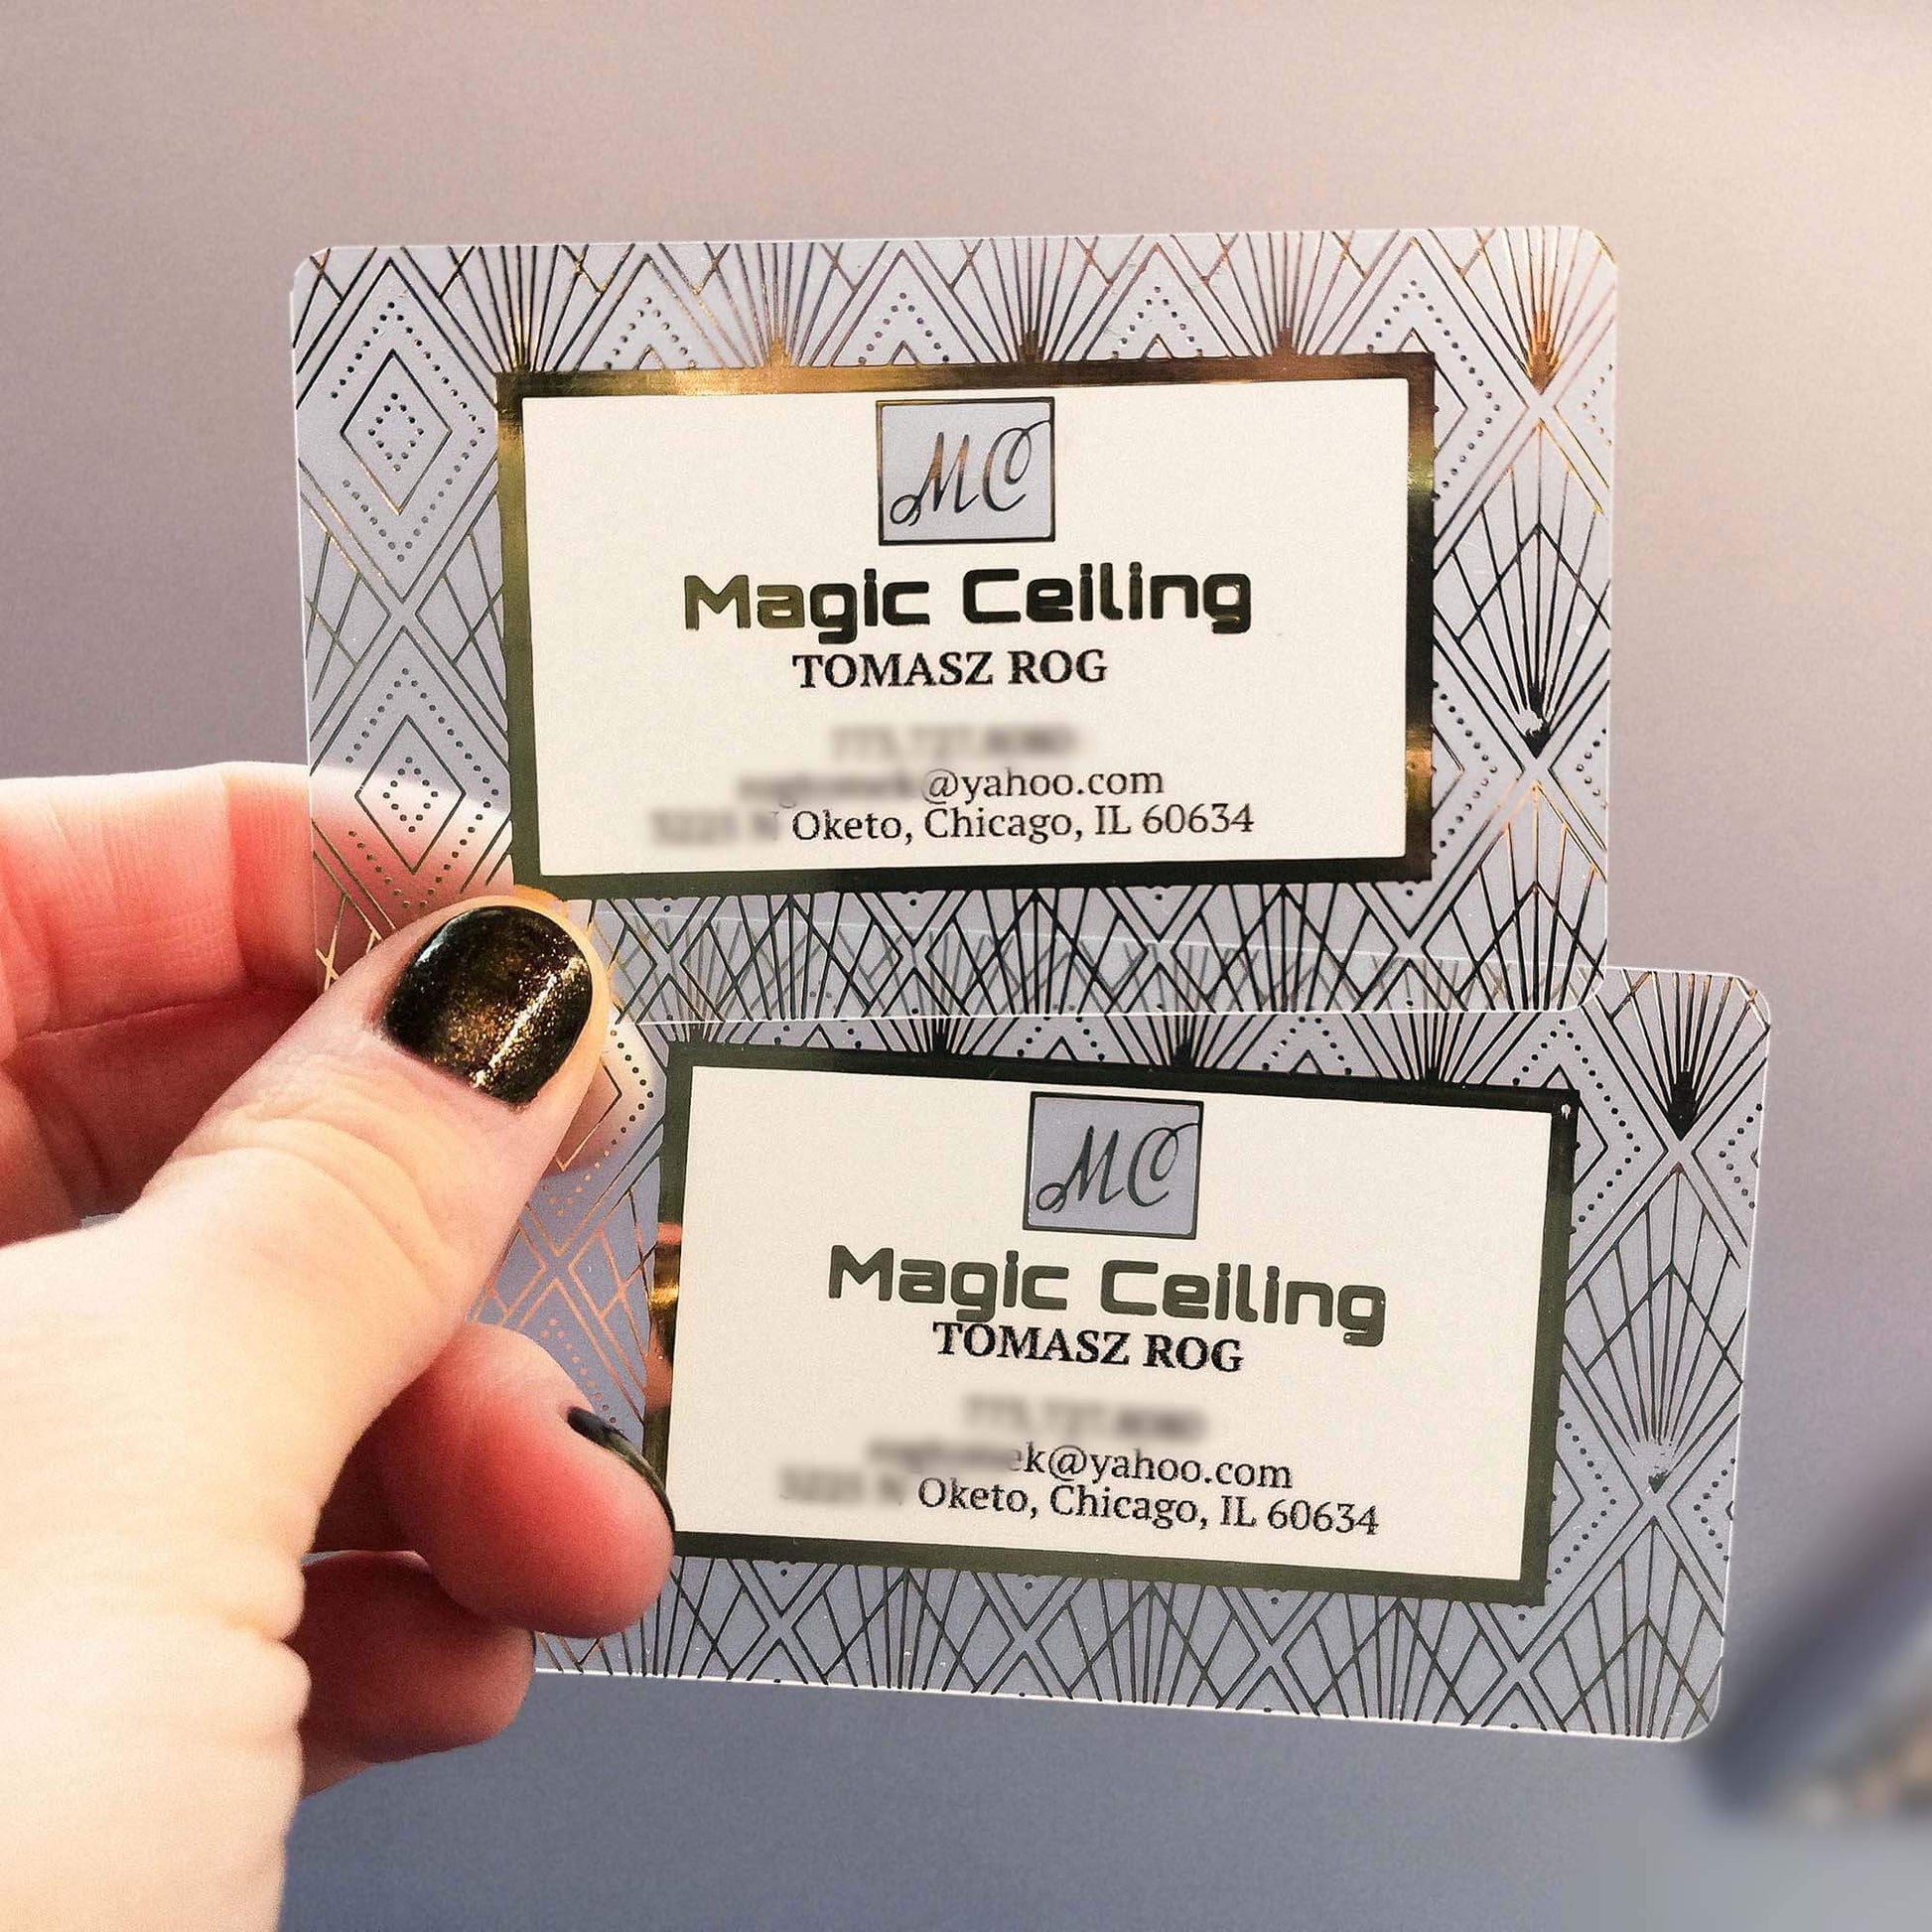 MC
Magic Ceiling
TOMASZ ROG
@yahoo.com
Oketo, Chicago, IL 60634
MC
Magic Ceiling
TOMASZ ROG
ek@yahoo.com
Oketo, Chicago, IL 60634